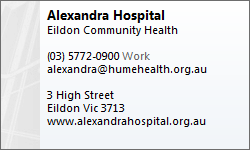 Alexandra Hospital
Eildon Community Health
(03) 5772-0900 Work
alexandra@humehealth.org.au
3 High Street
Eildon Vic 3713
www.alexandrahospital.org.au